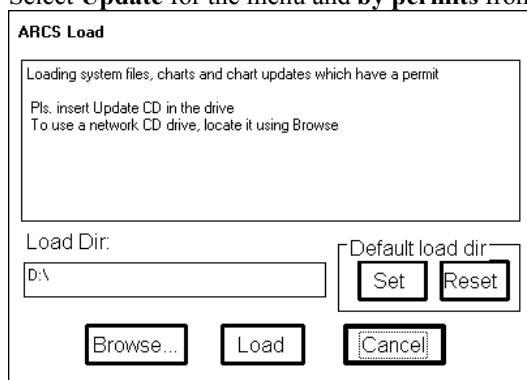 Select Update for the menu and by permits from
ARCS Load
Loading system files, charts and chart updates which have a permit
Pls. insert Update CD in the drive
To use a network CD drive, locate it using Browse
Load Dir:
Default load dir
D:\
Set Reset
Browse... Load Cancel